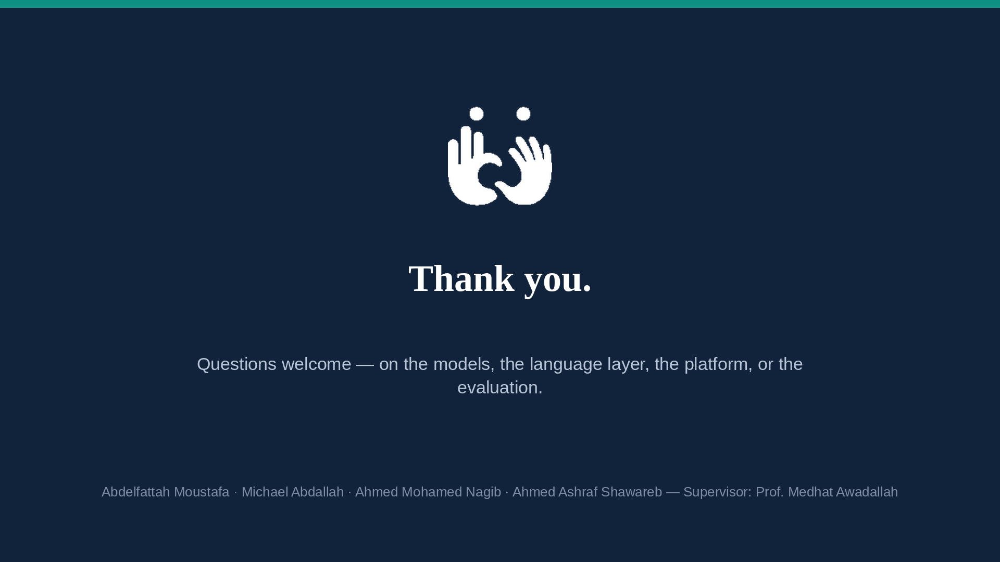 Thank you.
Questions welcome — on the models, the language layer, the platform, or the
evaluation.
Abdelfattah Moustafa · Michael Abdallah · Ahmed Mohamed Nagib · Ahmed Ashraf Shawareb — Supervisor: Prof. Medhat Awadallah